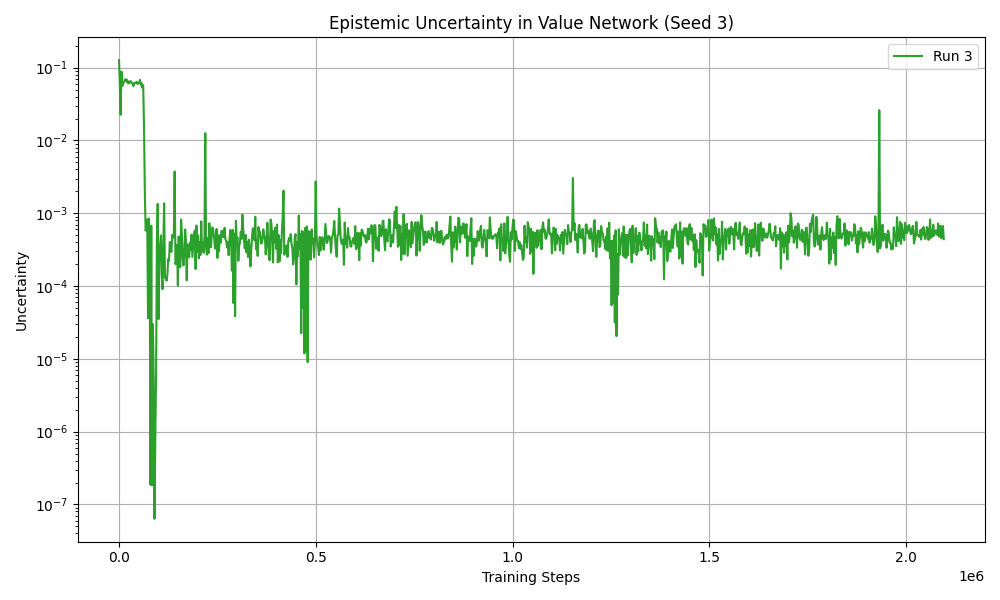 Epistemic Uncertainty in Value Network (Seed 3)
Run 3
Uncertainty
10⁻¹
10⁻²
10⁻³
10⁻⁴
10⁻⁵
10⁻⁶
10⁻⁷
0.0 0.5 1.0 1.5 2.0
1e6
Training Steps